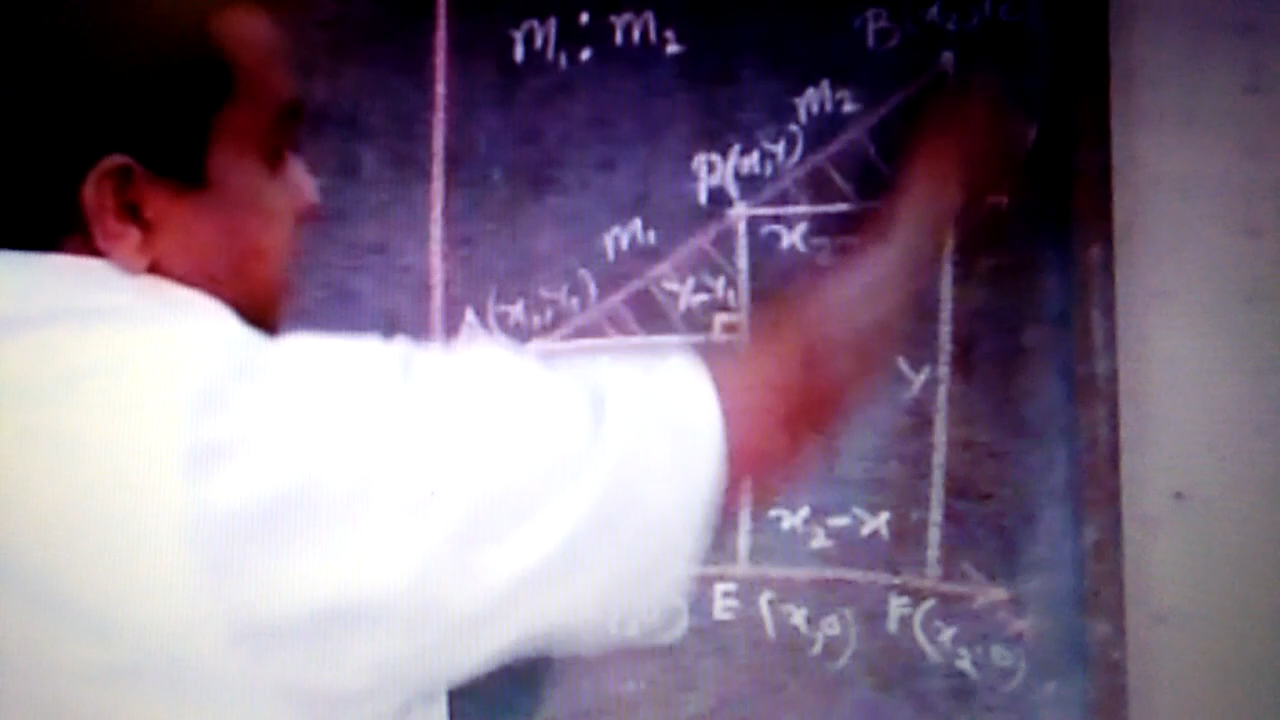 m₁ : m₂
B
m₂
P(x,y)
m₁
A(x₁,y₁)
y-y₁
y
x₂-x
E (x,0) F(x₂,0)